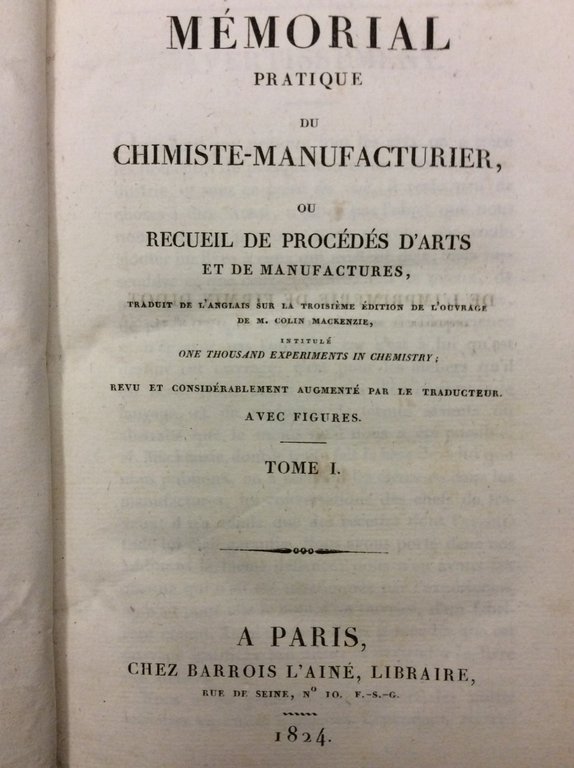 MÉMORIAL
PRATIQUE
DU
CHIMISTE-MANUFACTURIER,
OU
RECUEIL DE PROCÉDÉS D'ARTS
ET DE MANUFACTURES,
TRADUIT DE L'ANGLAIS SUR LA TROISIÈME ÉDITION DE L'OUVRAGE
DE M. COLIN MACKENZIE,
INTITULÉ
ONE THOUSAND EXPERIMENTS IN CHEMISTRY;
REVU ET CONSIDÉRABLEMENT AUGMENTÉ PAR LE TRADUCTEUR.
AVEC FIGURES.
TOME I.
A PARIS,
CHEZ BARROIS L'AINÉ, LIBRAIRE,
RUE DE SEINE, Nº 10. F.-S.-G.
1824.